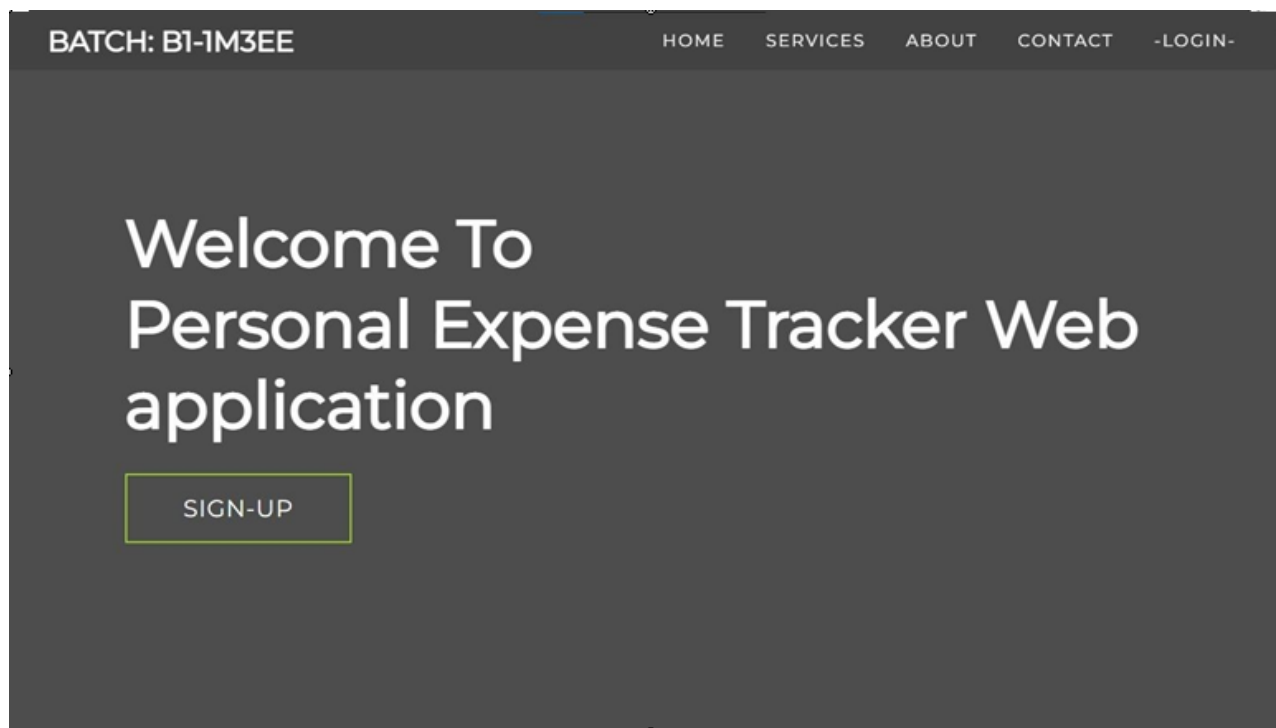 BATCH: B1-1M3EE
HOME SERVICES ABOUT CONTACT -LOGIN-
Welcome To
Personal Expense Tracker Web
application
SIGN-UP